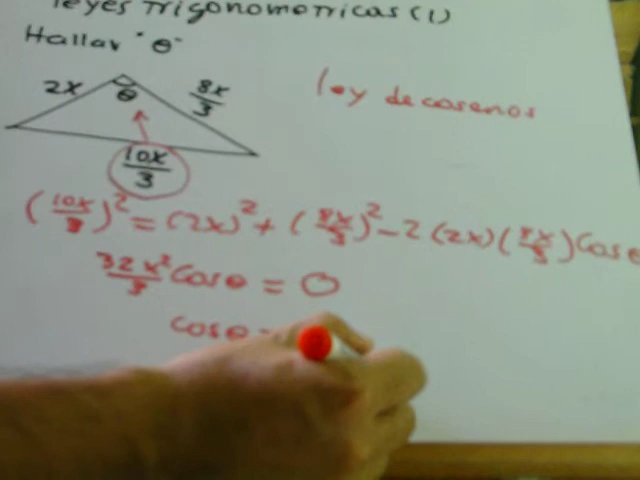 leyes Trigonometricas (1)
Hallar "θ"
2x
θ
8x/3
ley de cosenos
10x/3
(10x/3)² = (2x)² + (8x/3)² - 2 (2x)(8x/3) Cosθ
32x²/3 Cosθ = 0
cosθ =